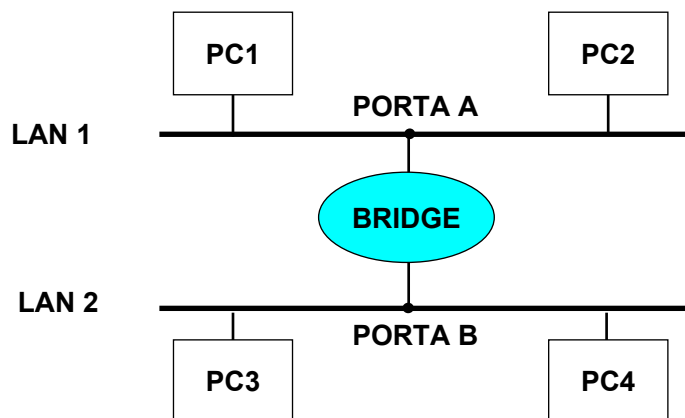 PC1
PC2
PORTA A
LAN 1
BRIDGE
LAN 2
PORTA B
PC3
PC4